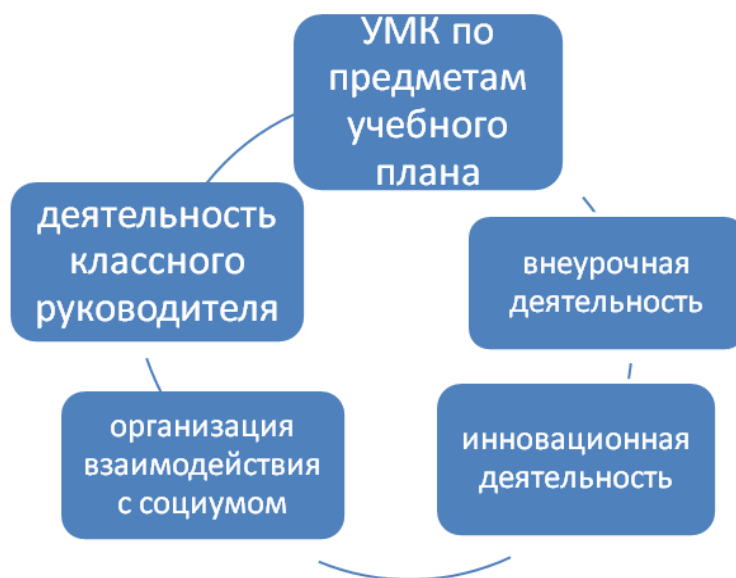 УМК по
предметам
учебного
плана
внеурочная
деятельность
инновационная
деятельность
организация
взаимодействия
с социумом
деятельность
классного
руководителя